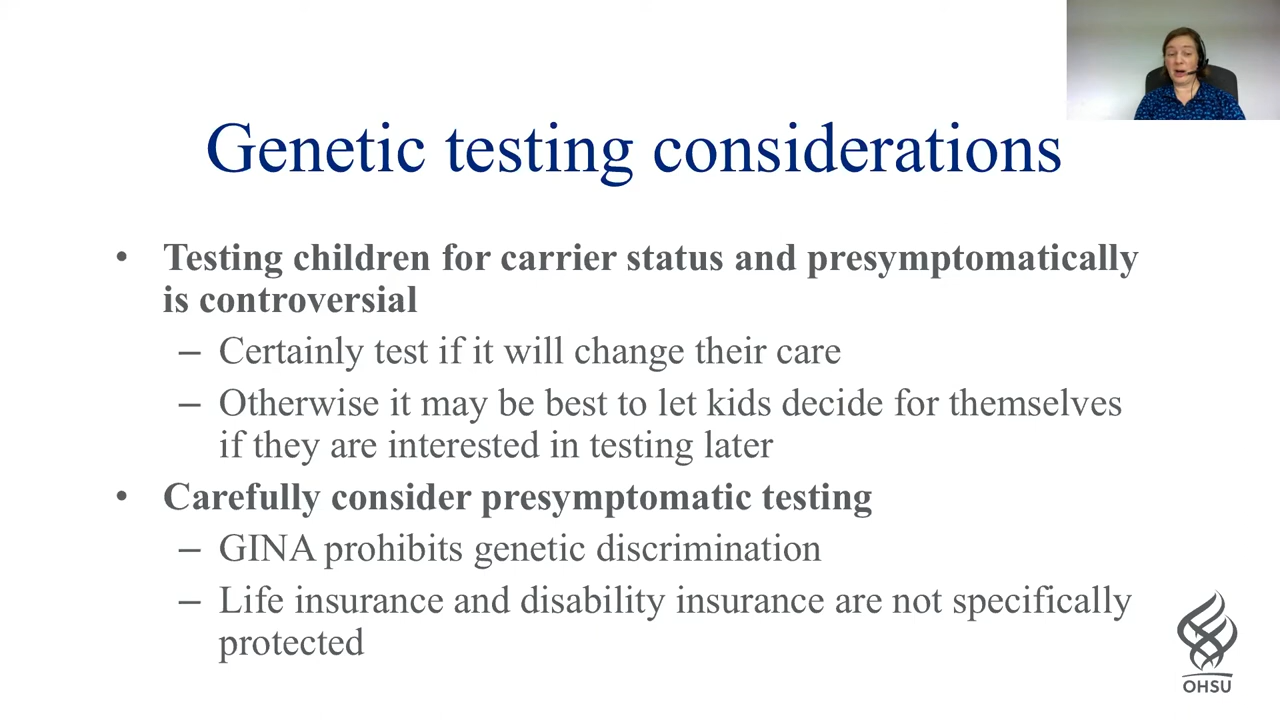 Genetic testing considerations
• Testing children for carrier status and presymptomatically
is controversial
– Certainly test if it will change their care
– Otherwise it may be best to let kids decide for themselves
if they are interested in testing later
• Carefully consider presymptomatic testing
– GINA prohibits genetic discrimination
– Life insurance and disability insurance are not specifically
protected
OHSU